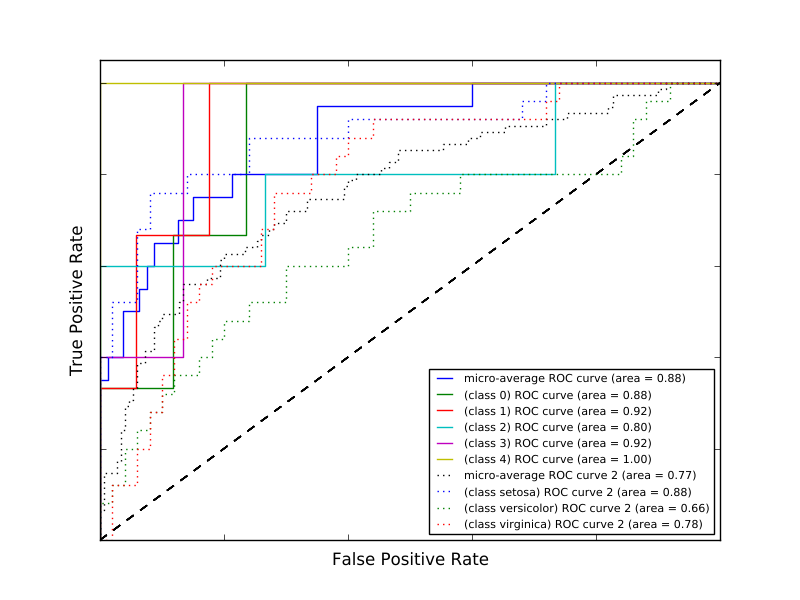 True Positive Rate
micro-average ROC curve (area = 0.88)
(class 0) ROC curve (area = 0.88)
(class 1) ROC curve (area = 0.92)
(class 2) ROC curve (area = 0.80)
(class 3) ROC curve (area = 0.92)
(class 4) ROC curve (area = 1.00)
micro-average ROC curve 2 (area = 0.77)
(class setosa) ROC curve 2 (area = 0.88)
(class versicolor) ROC curve 2 (area = 0.66)
(class virginica) ROC curve 2 (area = 0.78)
False Positive Rate